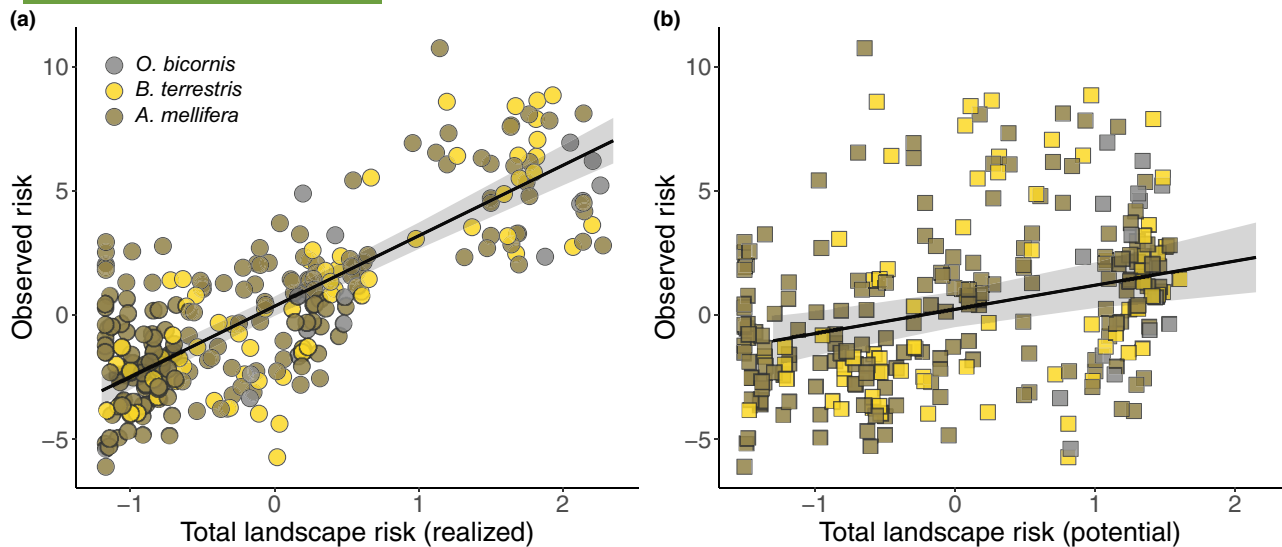 (a)
(b)
O. bicornis
B. terrestris
A. mellifera
Observed risk
10
5
0
−5
−1
0
1
2
Total landscape risk (realized)
Observed risk
10
5
0
−5
−1
0
1
2
Total landscape risk (potential)